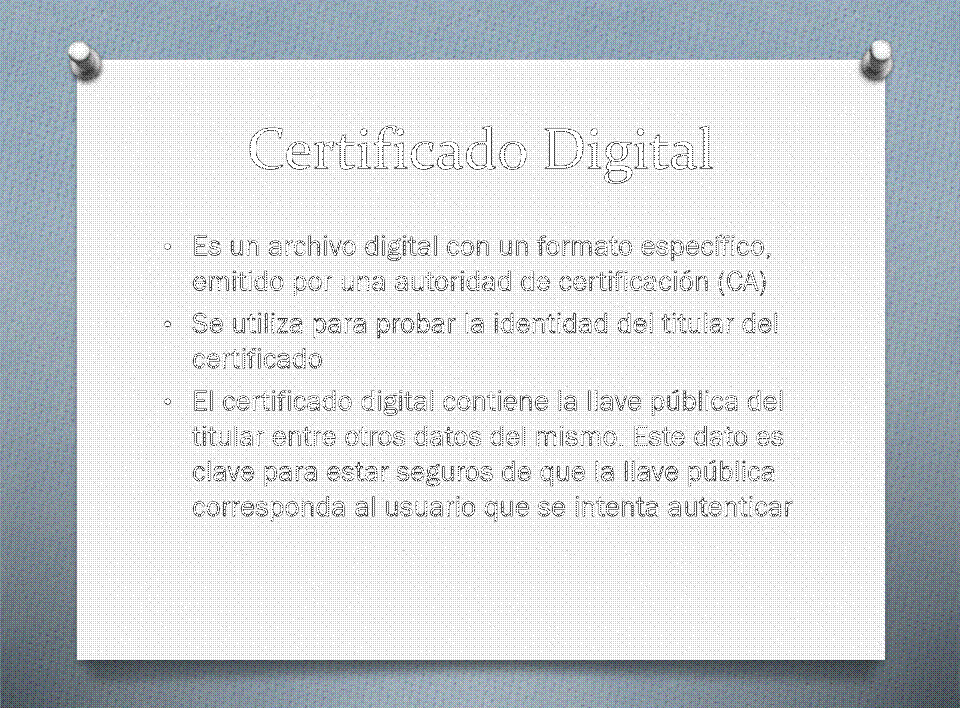 Certificado Digital
• Es un archivo digital con un formato específico,
emitido por una autoridad de certificación (CA)
• Se utiliza para probar la identidad del titular del
certificado
• El certificado digital contiene la llave pública del
titular entre otros datos del mismo. Este dato es
clave para estar seguros de que la llave pública
corresponda al usuario que se intenta autenticar